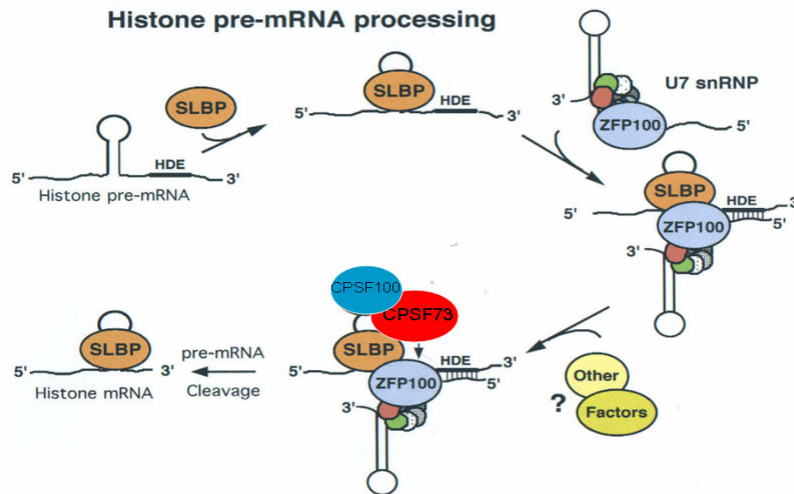 Histone pre-mRNA processing
SLBP
5'
HDE
3'
Histone pre-mRNA
SLBP
5'
HDE
3'
3'
U7 snRNP
ZFP100
5'
SLBP
HDE
3'
5'
ZFP100
5'
3'
Other
?
Factors
CPSF100
CPSF73
SLBP
HDE
3'
5'
ZFP100
5'
3'
pre-mRNA
Cleavage
SLBP
5'
3'
Histone mRNA